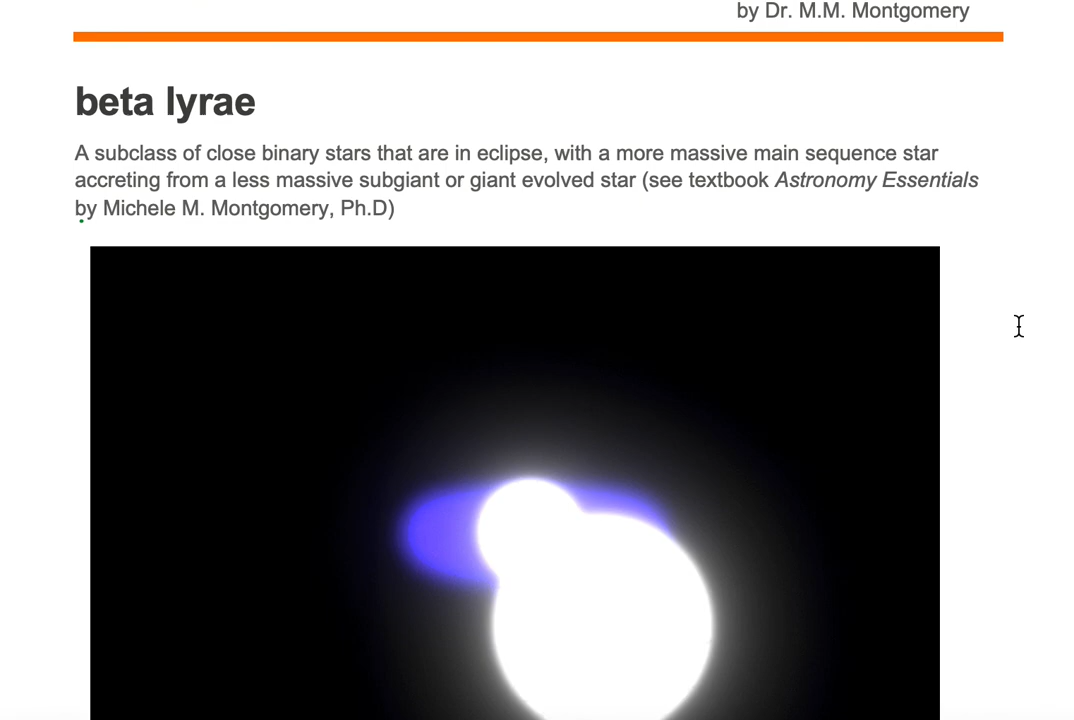 by Dr. M.M. Montgomery
beta lyrae
A subclass of close binary stars that are in eclipse, with a more massive main sequence star
accreting from a less massive subgiant or giant evolved star (see textbook Astronomy Essentials
by Michele M. Montgomery, Ph.D)